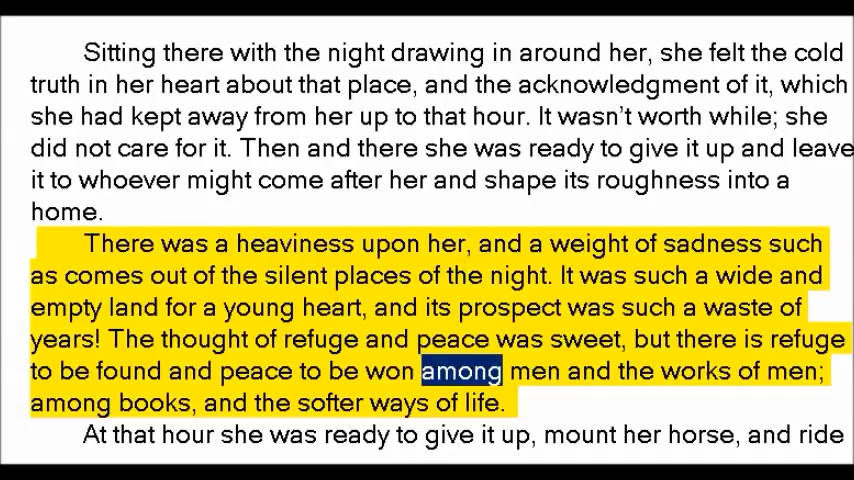 Sitting there with the night drawing in around her, she felt the cold
truth in her heart about that place, and the acknowledgment of it, which
she had kept away from her up to that hour. It wasn’t worth while; she
did not care for it. Then and there she was ready to give it up and leave
it to whoever might come after her and shape its roughness into a
home.
There was a heaviness upon her, and a weight of sadness such
as comes out of the silent places of the night. It was such a wide and
empty land for a young heart, and its prospect was such a waste of
years! The thought of refuge and peace was sweet, but there is refuge
to be found and peace to be won among men and the works of men;
among books, and the softer ways of life.
At that hour she was ready to give it up, mount her horse, and ride